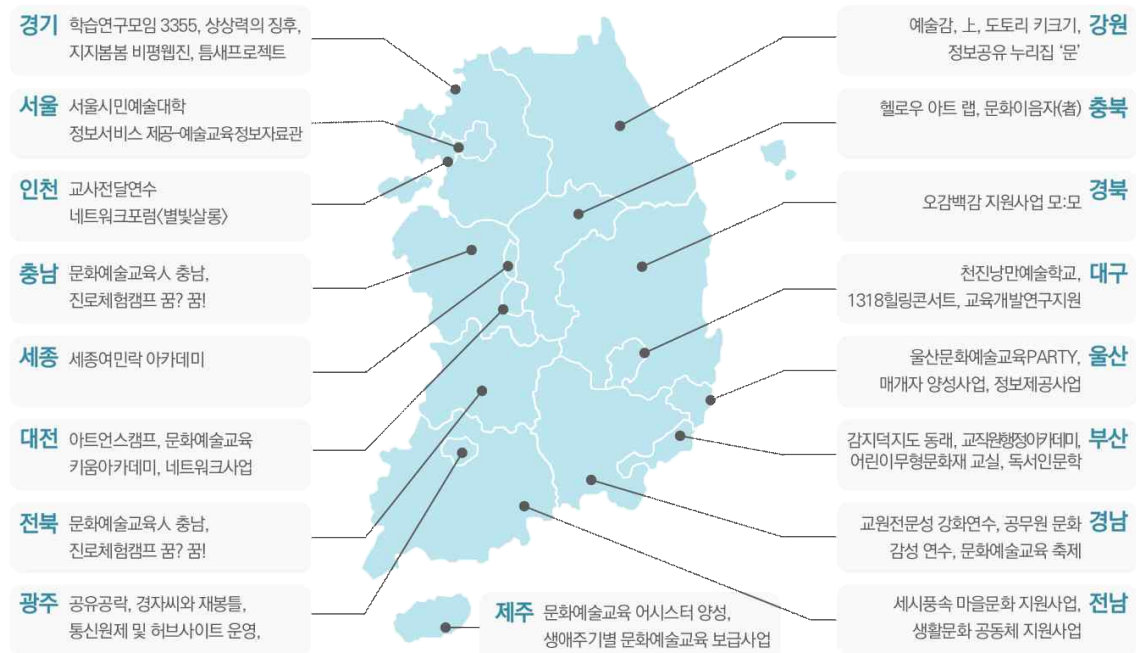 경기 학습연구모임 3355, 상상력의 징후,
지지봄봄 비평웹진, 틈새프로젝트
서울 서울시민예술대학
정보서비스 제공-예술교육정보자료관
인천 교사전달연수
네트워크포럼〈별빛살롱〉
충남 문화예술교육人 충남,
진로체험캠프 꿈? 꿈!
세종 세종여민락 아카데미
대전 아트언스캠프, 문화예술교육
키움아카데미, 네트워크사업
전북 문화예술교육人 충남,
진로체험캠프 꿈? 꿈!
광주 공유공락, 경자씨와 재봉틀,
통신원제 및 허브사이트 운영,
제주 문화예술교육 어시스터 양성,
생애주기별 문화예술교육 보급사업
예술감, 上, 도토리 키크기, 강원
정보공유 누리집 ‘문’
헬로우 아트 랩, 문화이음자(者) 충북
오감백감 지원사업 모:모 경북
천진낭만예술학교, 대구
1318힐링콘서트, 교육개발연구지원
울산문화예술교육PARTY, 울산
매개자 양성사업, 정보제공사업
감지덕지도 동래, 교직원행정아카데미, 부산
어린이무형문화재 교실, 독서인문학
교원전문성 강화연수, 공무원 문화 경남
감성 연수, 문화예술교육 축제
세시풍속 마을문화 지원사업, 전남
생활문화 공동체 지원사업